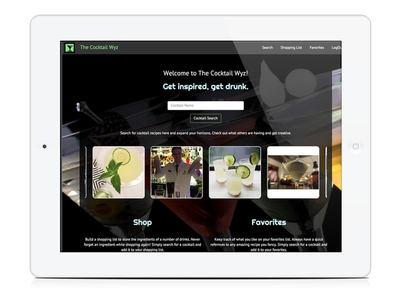 The Cocktail Wyz
Search Shopping List Favorites LogOut
Welcome to The Cocktail Wyz!
Get inspired, get drunk.
Cocktail Name
Cocktail Search
Search for cocktail recipes here and expand your horizons. Check out what others are having and get creative.
Shop Favorites
Build a shopping list to store the ingredients of a number of drinks. Never
forget an ingredient while shopping again! Simply search for a cocktail and
add it to your shopping list.
Keep track of what you like on your favorites list. Always have a quick
reference to any amazing recipe you fancy. Simply search for a cocktail and
add it to your shopping list.